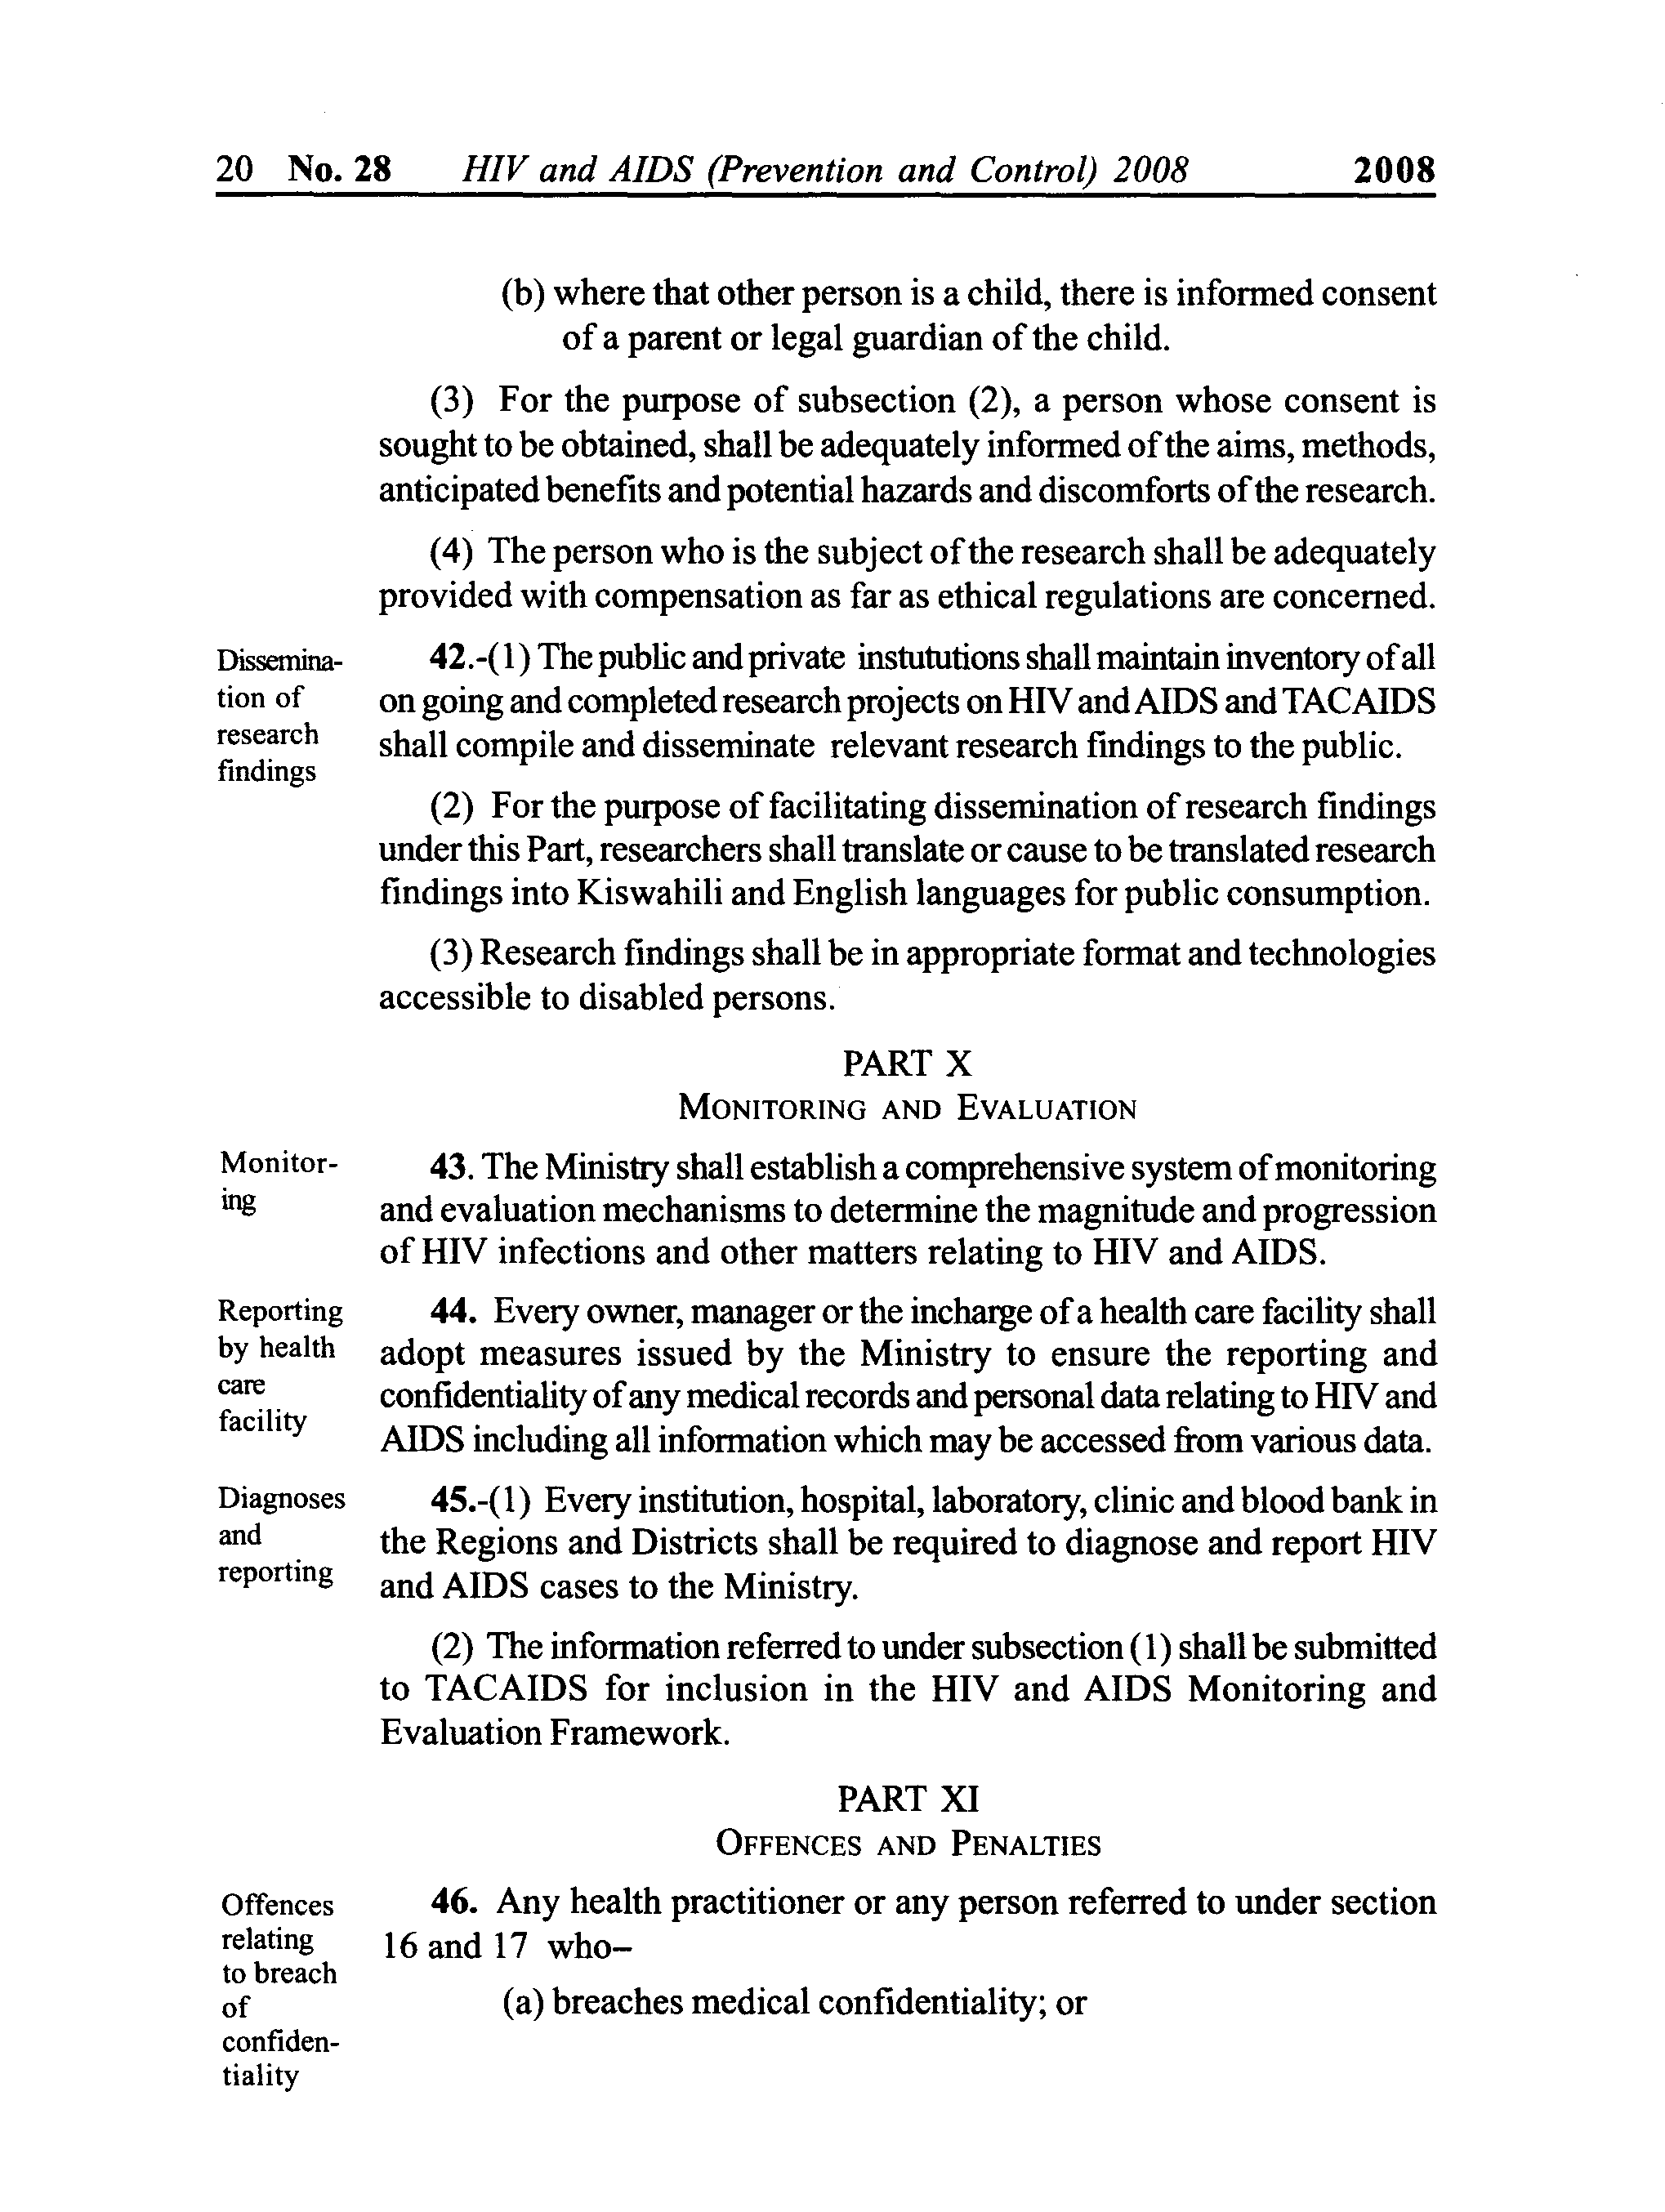 20 No. 28 HIV and AIDS (Prevention and Control) 2008 2008
(b) where that other person is a child, there is informed consent
of a parent or legal guardian of the child.
(3) For the purpose of subsection (2), a person whose consent is
sought to be obtained, shall be adequately informed of the aims, methods,
anticipated benefits and potential hazards and discomforts of the research.
(4) The person who is the subject of the research shall be adequately
provided with compensation as far as ethical regulations are concerned.
Dissemina-
tion of
research
findings
42.-(1) The public and private instututions shall maintain inventory of all
on going and completed research projects on HIV and AIDS and TACAIDS
shall compile and disseminate relevant research findings to the public.
(2) For the purpose of facilitating dissemination of research findings
under this Part, researchers shall translate or cause to be translated research
findings into Kiswahili and English languages for public consumption.
(3) Research findings shall be in appropriate format and technologies
accessible to disabled persons.
PART X
MONITORING AND EVALUATION
Monitor-
ing
43. The Ministry shall establish a comprehensive system of monitoring
and evaluation mechanisms to determine the magnitude and progression
of HIV infections and other matters relating to HIV and AIDS.
Reporting
by health
care
facility
44. Every owner, manager or the incharge of a health care facility shall
adopt measures issued by the Ministry to ensure the reporting and
confidentiality of any medical records and personal data relating to HIV and
AIDS including all information which may be accessed from various data.
Diagnoses
and
reporting
45.-(1) Every institution, hospital, laboratory, clinic and blood bank in
the Regions and Districts shall be required to diagnose and report HIV
and AIDS cases to the Ministry.
(2) The information referred to under subsection (1) shall be submitted
to TACAIDS for inclusion in the HIV and AIDS Monitoring and
Evaluation Framework.
PART XI
OFFENCES AND PENALTIES
Offences
relating
to breach
of
confiden-
tiality
46. Any health practitioner or any person referred to under section
16 and 17 who–
(a) breaches medical confidentiality; or